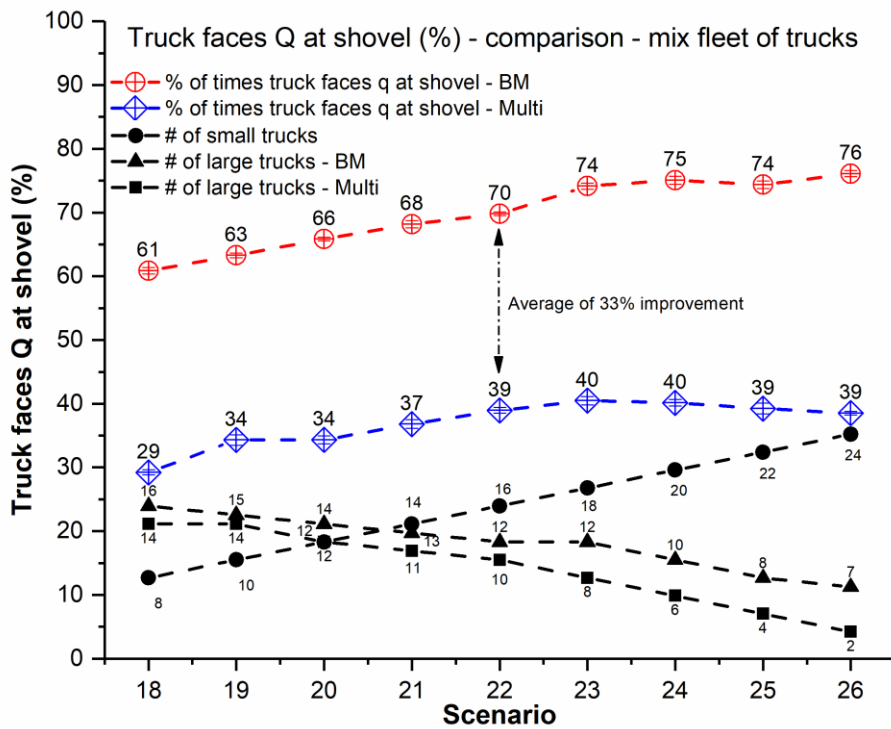 Truck faces Q at shovel (%) - comparison - mix fleet of trucks
% of times truck faces q at shovel - BM
% of times truck faces q at shovel - Multi
# of small trucks
# of large trucks - BM
# of large trucks - Multi
Truck faces Q at shovel (%)
100
90
80
70
60
50
40
30
20
10
0
61 63 66 68 70 74 75 74 76
Average of 33% improvement
29 34 34 37 39 40 40 39 39
16 15 14 13 12 12 10 8 7
14 14 12 11 10 8 6 4 2
8 10 12 14 16 18 20 22 24
18 19 20 21 22 23 24 25 26
Scenario